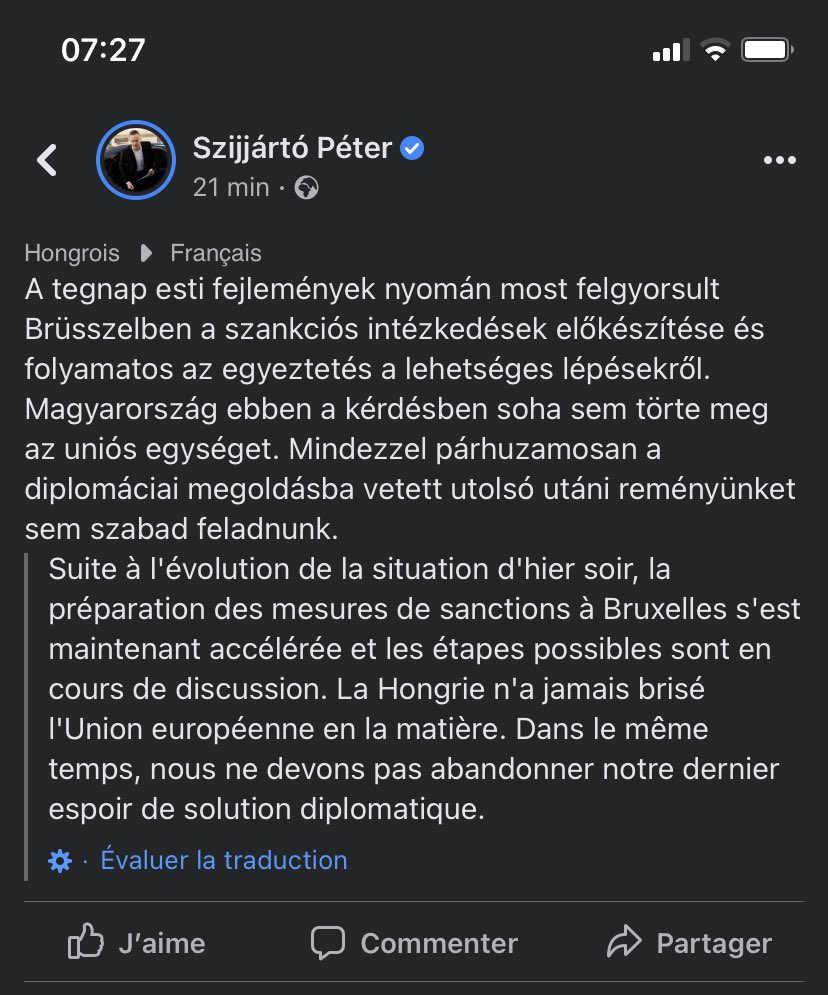 07:27
Szijjártó Péter
21 min ·
Hongrois ▶ Français
A tegnap esti fejlemények nyomán most felgyorsult
Brüsszelben a szankciós intézkedések előkészítése és
folyamatos az egyeztetés a lehetséges lépésekről.
Magyarország ebben a kérdésben soha sem törte meg
az uniós egységet. Mindezzel párhuzamosan a
diplomáciai megoldásba vetett utolsó utáni reményünket
sem szabad feladnunk.
Suite à l'évolution de la situation d'hier soir, la
préparation des mesures de sanctions à Bruxelles s'est
maintenant accélérée et les étapes possibles sont en
cours de discussion. La Hongrie n'a jamais brisé
l'Union européenne en la matière. Dans le même
temps, nous ne devons pas abandonner notre dernier
espoir de solution diplomatique.
· Évaluer la traduction
J'aime Commenter Partager